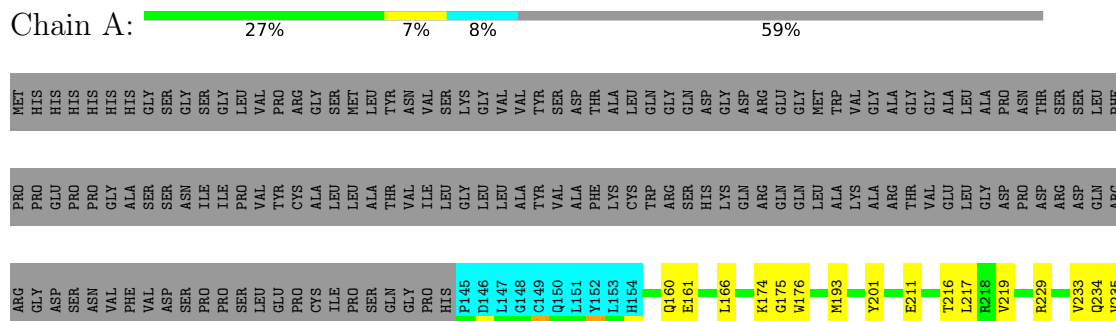 Chain A:
27% 7% 8% 59%
MET HIS HIS HIS HIS HIS HIS GLY SER GLY SER GLY LEU VAL PRO ARG GLY SER MET LEU TYR ASN VAL SER LYS GLY VAL VAL TYR SER ASP THR ALA LEU GLN GLY GLN ASP GLY ASP ARG GLU GLY MET TRP VAL GLY ALA GLY GLY ALA LEU ALA PRO ASN THR SER SER LEU PHE
PRO PRO GLU PRO PRO GLY ALA SER SER ASN ILE ILE PRO VAL TYR CYS ALA LEU LEU ALA THR VAL ILE LEU GLY LEU LEU ALA TYR VAL ALA PHE LYS CYS TRP ARG SER HIS LYS GLN ARG GLN GLN LEU ALA LYS ALA ARG THR VAL GLU LEU GLY ASP PRO ASP ARG ASP GLN ARG
ARG GLY ASP SER ASN VAL PHE VAL ASP SER PRO PRO SER LEU GLU PRO CYS ILE PRO SER GLN GLY PRO HIS P145 D146 L147 G148 C149 Q150 L151 Y152 L153 H154 Q160 E161 L166 K174 G175 W176 M193 Y201 E211 T216 L217 R218 V219 R229 V233 Q234